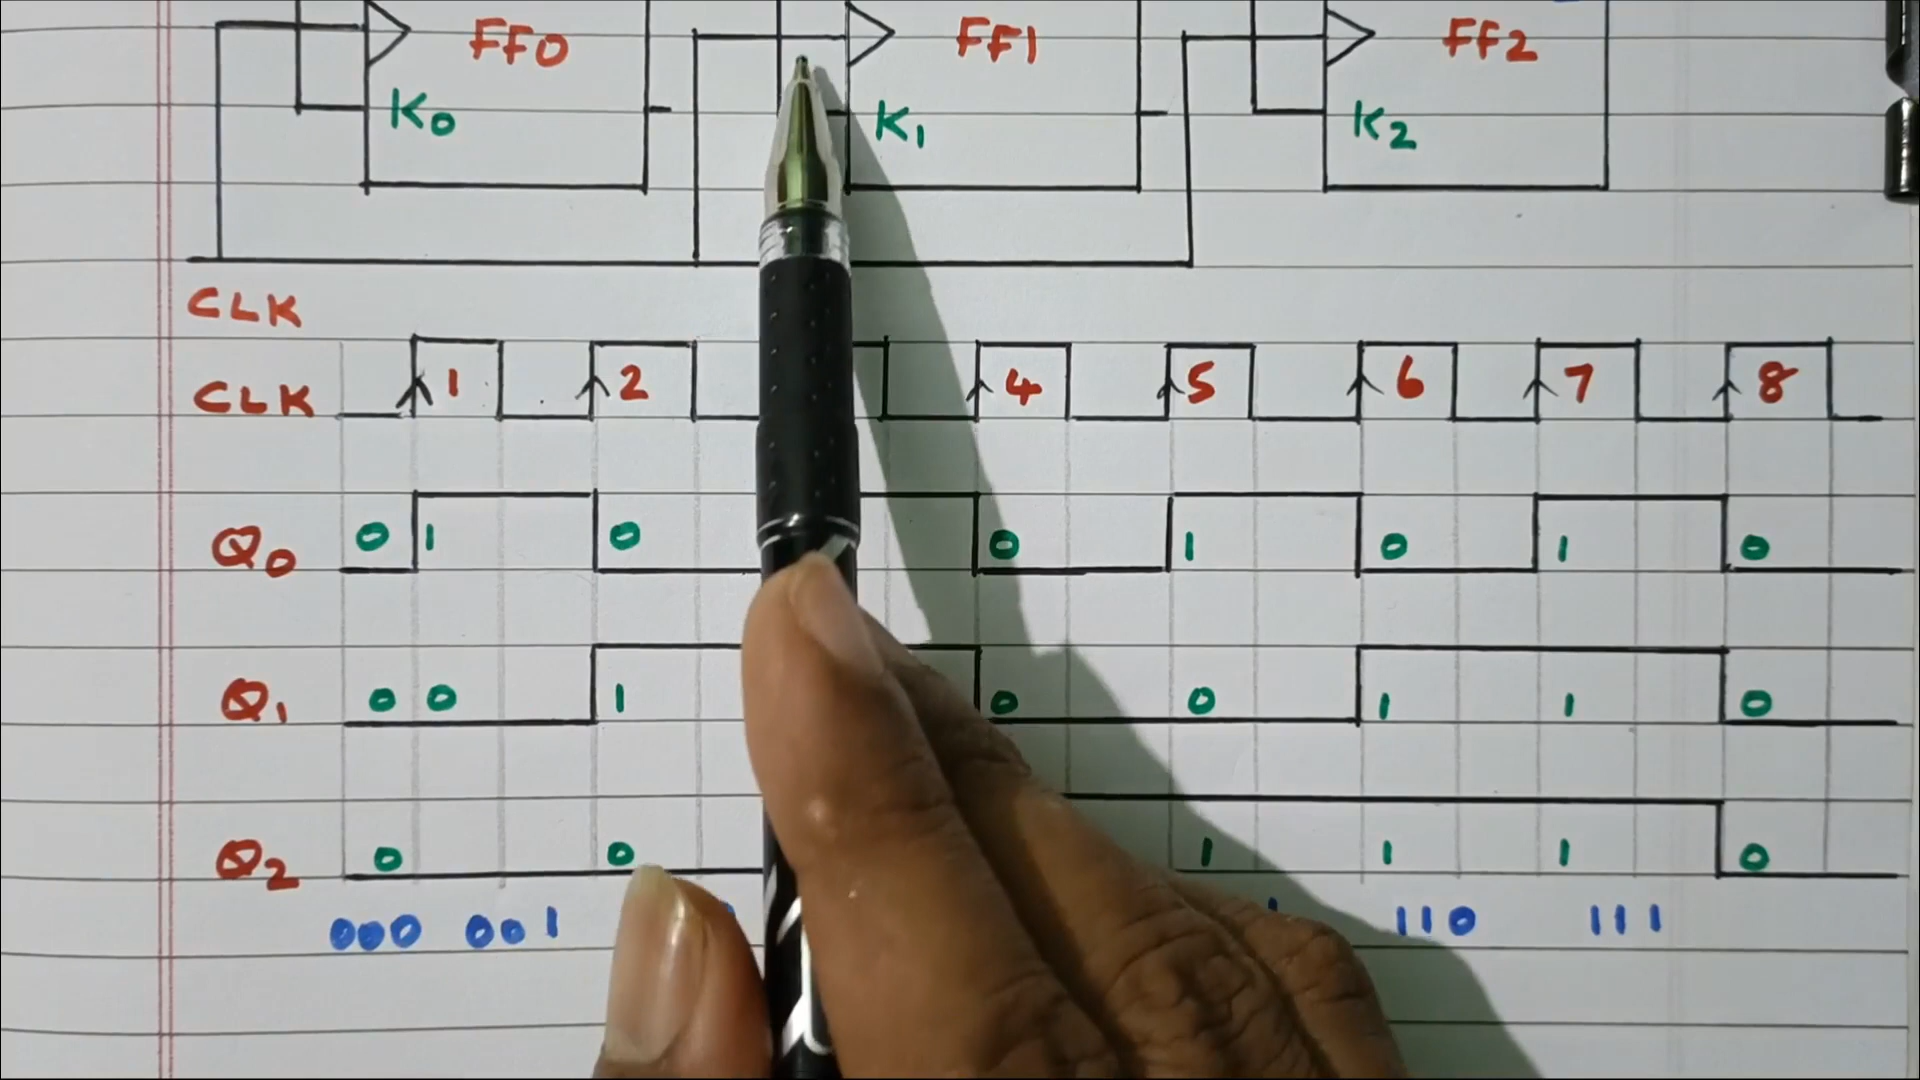 FF0 FF1 FF2
K0 K1 K2
CLK
CLK 1 2 4 5 6 7 8
Q0 0 1 0 0 1 0 1 0
Q1 0 0 1 0 0 1 1 0
Q2 0 0 1 1 1 0
000 001 110 111